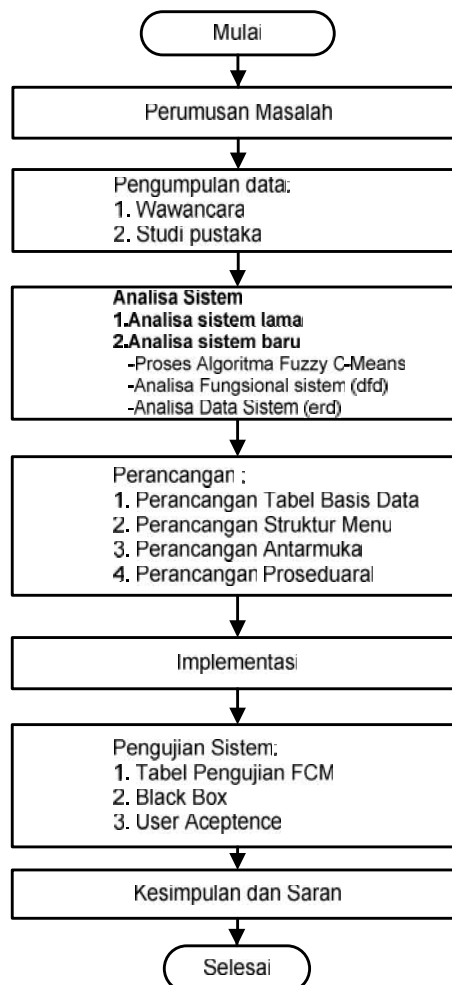 Mulai
Perumusan Masalah
Pengumpulan data:
1. Wawancara
2. Studi pustaka
Analisa Sistem
1.Analisa sistem lama
2.Analisa sistem baru
-Proses Algoritma Fuzzy C-Means
-Analisa Fungsional sistem (dfd)
-Analisa Data Sistem (erd)
Perancangan :
1. Perancangan Tabel Basis Data
2. Perancangan Struktur Menu
3. Perancangan Antarmuka
4. Perancangan Proseduaral
Implementasi
Pengujian Sistem:
1. Tabel Pengujian FCM
2. Black Box
3. User Aceptence
Kesimpulan dan Saran
Selesai